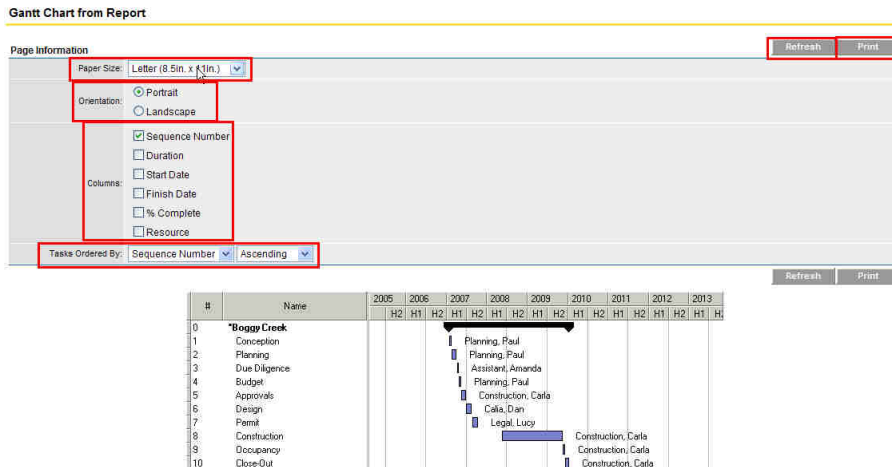 Gantt Chart from Report
Page Information
Refresh Print
Paper Size: Letter (8.5in. x 11in.)
Orientation: Portrait
Landscape
Columns: Sequence Number
Duration
Start Date
Finish Date
% Complete
Resource
Tasks Ordered By: Sequence Number Ascending
Refresh Print
# Name 2005 2006 2007 2008 2009 2010 2011 2012 2013
H2 H1 H2 H1 H2 H1 H2 H1 H2 H1 H2 H1 H2 H1 H2 H1 H
0 "Boggy Creek
1 Conception Planning, Paul
2 Planning Planning, Paul
3 Due Diligence Assistant, Amanda
4 Budget Planning, Paul
5 Approvals Construction, Carla
6 Design Calia, Dan
7 Permit Legal, Lucy
8 Construction Construction, Carla
9 Occupancy Construction, Carla
10 Close-Out Construction, Carla